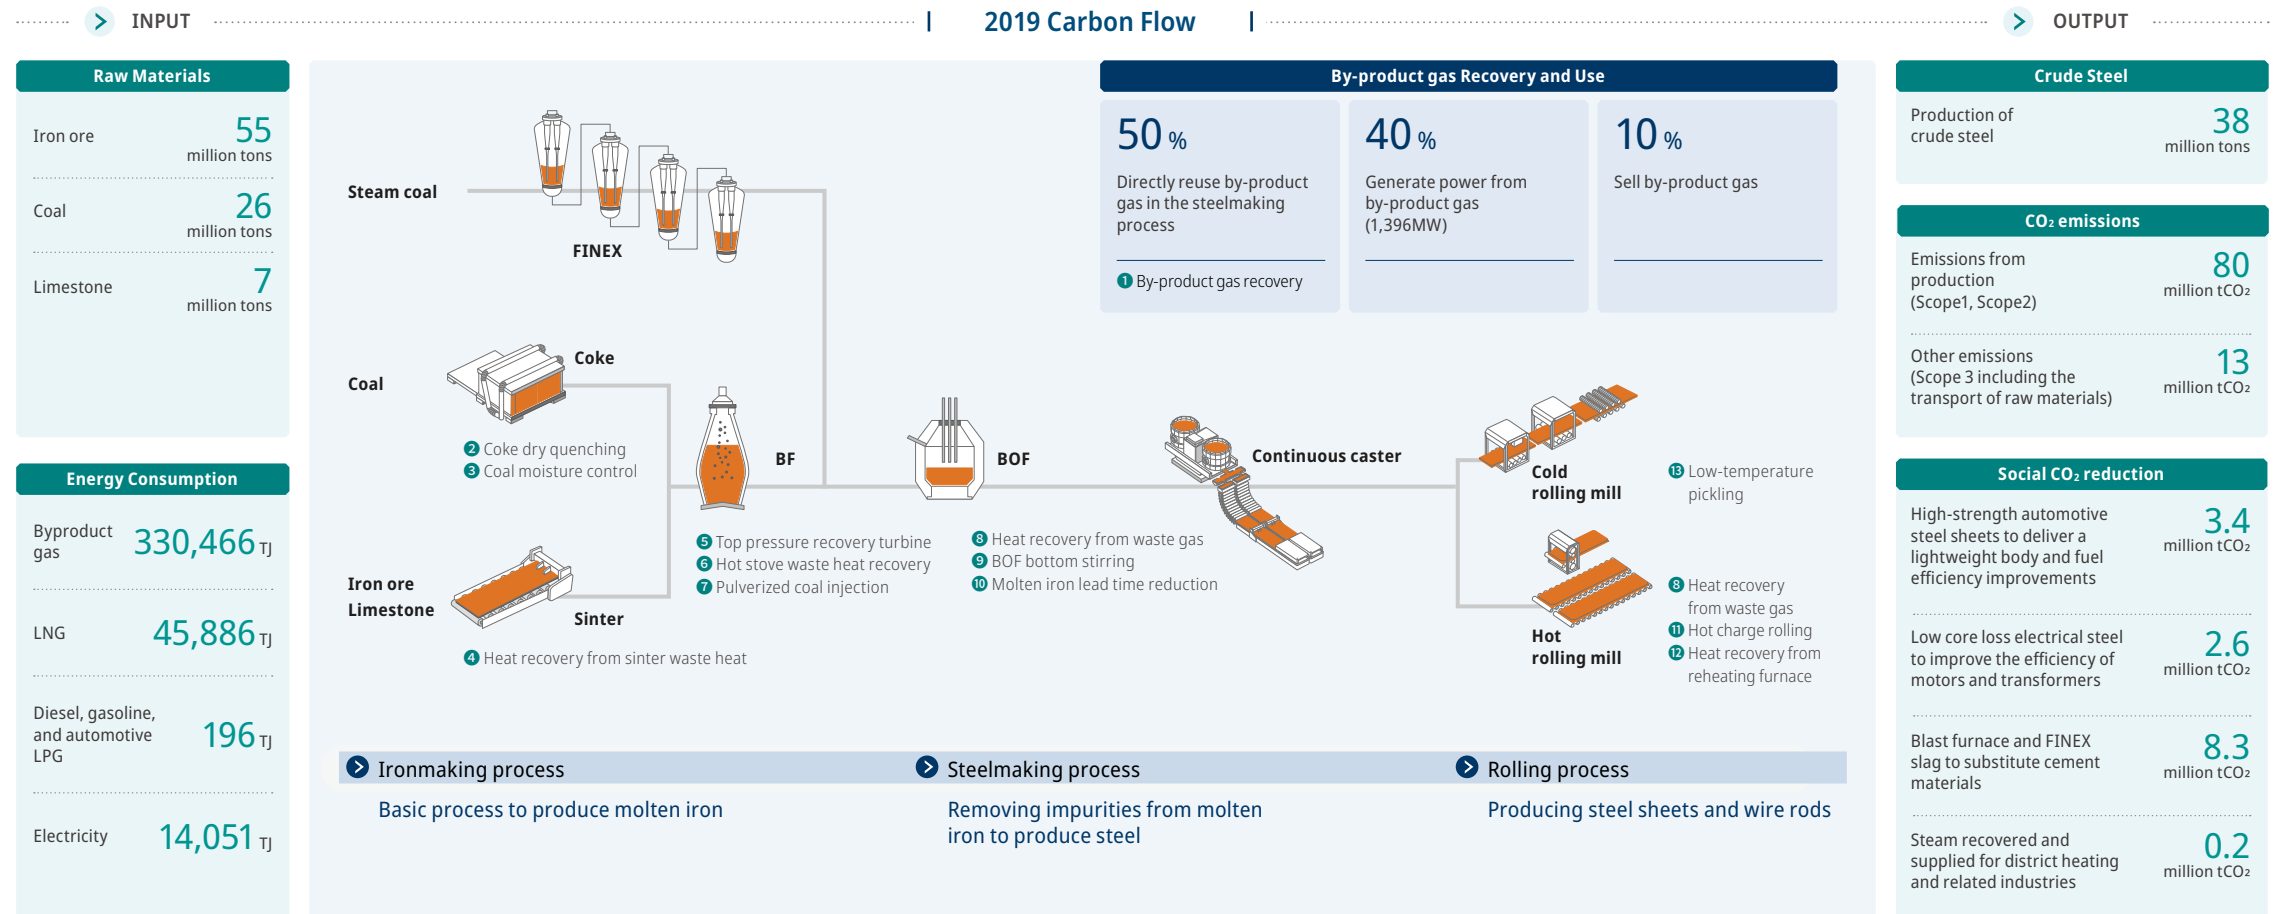 INPUT
2019 Carbon Flow
OUTPUT
Raw Materials
Iron ore
55
million tons
Coal
26
million tons
Limestone
7
million tons
Energy Consumption
Byproduct
gas
330,466 TJ
LNG
45,886 TJ
Diesel, gasoline,
and automotive
LPG
196 TJ
Electricity
14,051 TJ
Steam coal
FINEX
By-product gas Recovery and Use
50 %
Directly reuse by-product
gas in the steelmaking
process
1 By-product gas recovery
40 %
Generate power from
by-product gas
(1,396MW)
10 %
Sell by-product gas
Coal
Coke
2 Coke dry quenching
3 Coal moisture control
Iron ore
Limestone
Sinter
4 Heat recovery from sinter waste heat
BF
5 Top pressure recovery turbine
6 Hot stove waste heat recovery
7 Pulverized coal injection
BOF
8 Heat recovery from waste gas
9 BOF bottom stirring
10 Molten iron lead time reduction
Continuous caster
Cold
rolling mill
13 Low-temperature
pickling
Hot
rolling mill
8 Heat recovery
from waste gas
11 Hot charge rolling
12 Heat recovery from
reheating furnace
Ironmaking process
Basic process to produce molten iron
Steelmaking process
Removing impurities from molten
iron to produce steel
Rolling process
Producing steel sheets and wire rods
Crude Steel
Production of
crude steel
38
million tons
CO₂ emissions
Emissions from
production
(Scope1, Scope2)
80
million tCO₂
Other emissions
(Scope 3 including the
transport of raw materials)
13
million tCO₂
Social CO₂ reduction
High-strength automotive
steel sheets to deliver a
lightweight body and fuel
efficiency improvements
3.4
million tCO₂
Low core loss electrical steel
to improve the efficiency of
motors and transformers
2.6
million tCO₂
Blast furnace and FINEX
slag to substitute cement
materials
8.3
million tCO₂
Steam recovered and
supplied for district heating
and related industries
0.2
million tCO₂